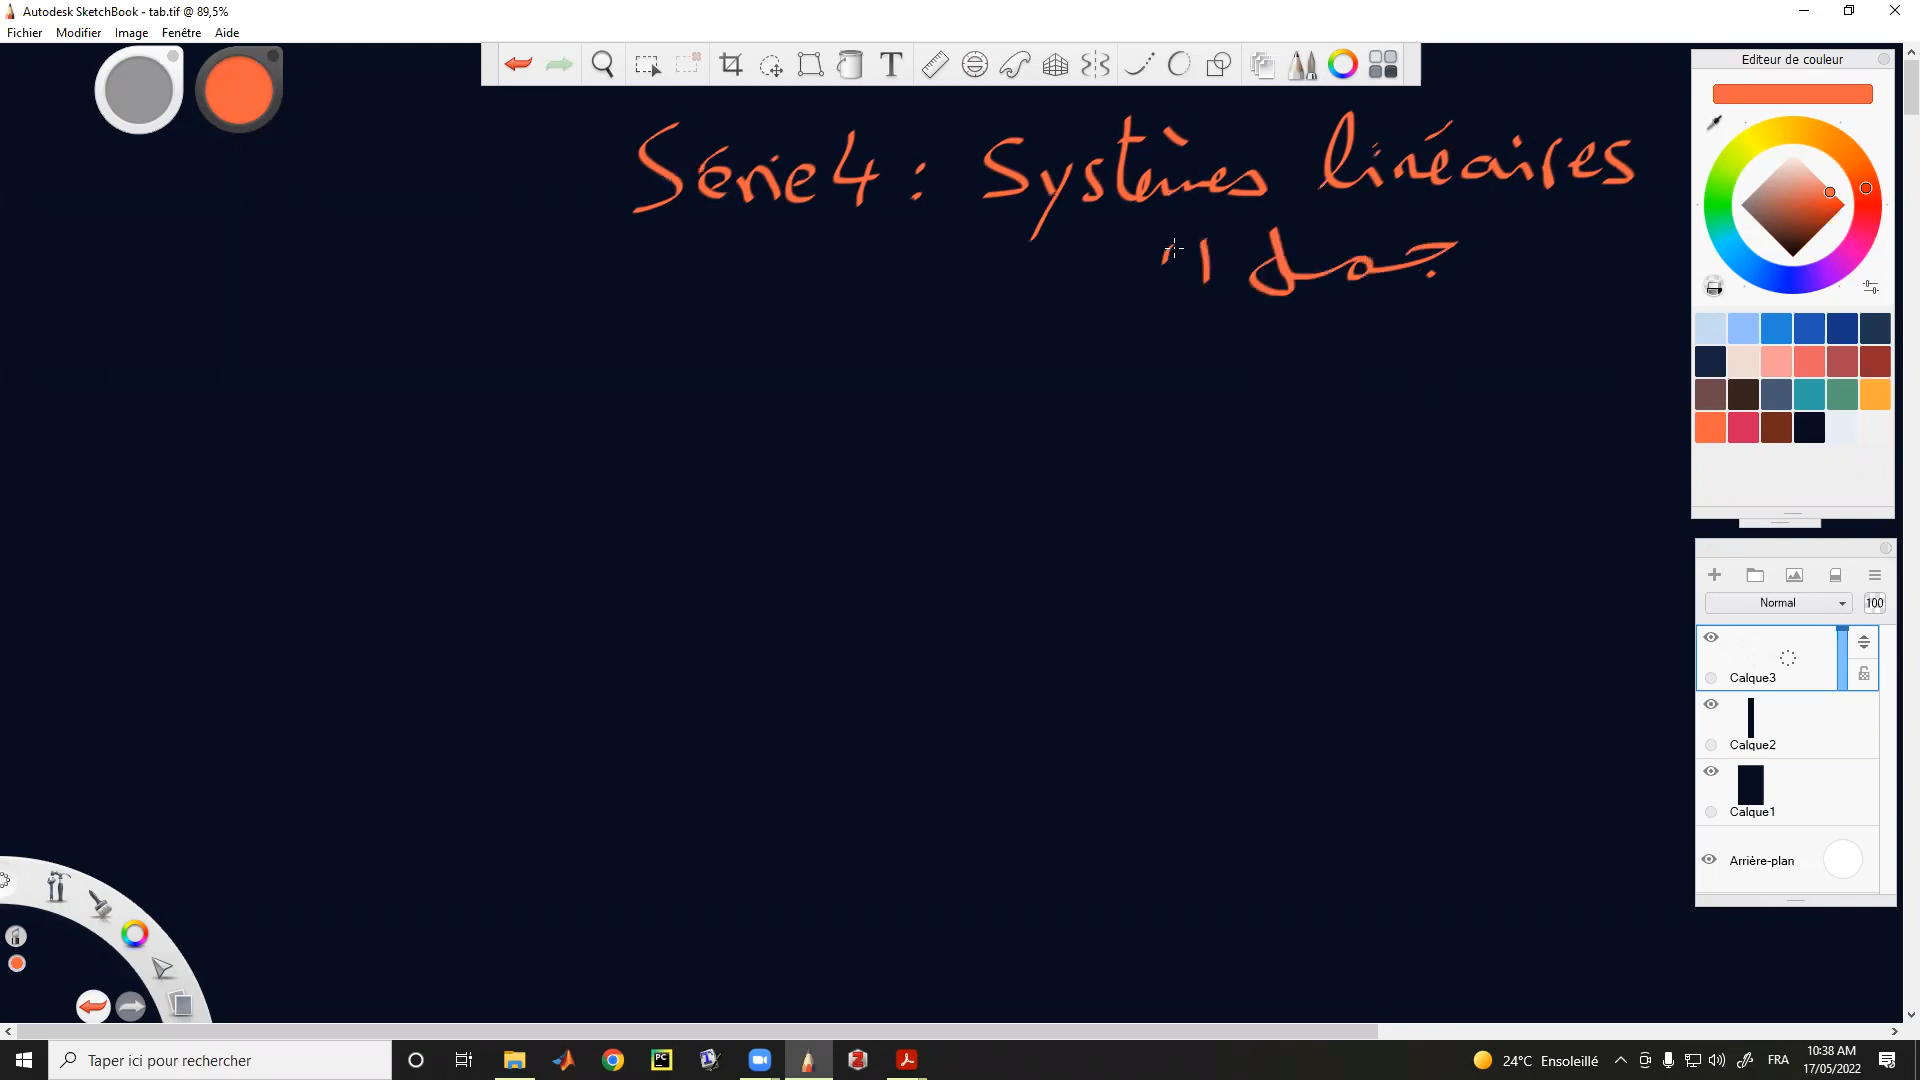 Autodesk SketchBook - tab.tif @ 89,5%
Fichier Modifier Image Fenêtre Aide
Editeur de couleur
Série 4 : Systèmes linéaires
جمل
Normal 100
Calque3
Calque2
Calque1
Arrière-plan
Taper ici pour rechercher
PC
24°C Ensoleillé
FRA
10:38 AM
17/05/2022